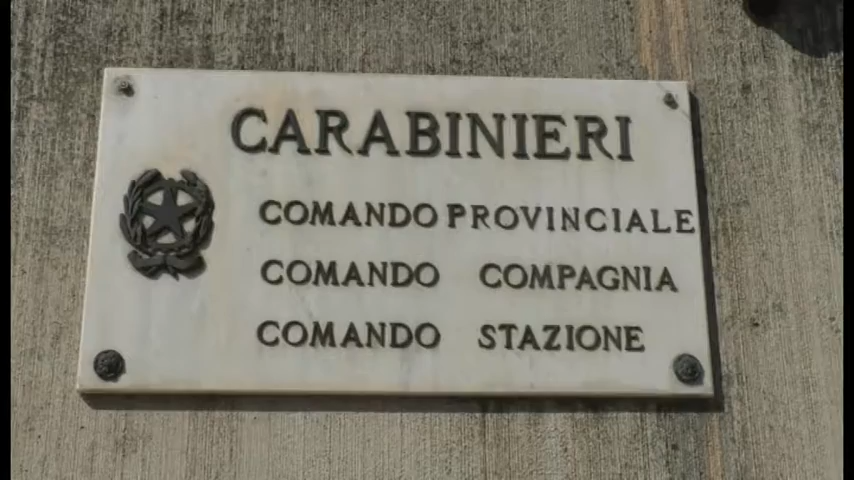 CARABINIERI
COMANDO PROVINCIALE
COMANDO COMPAGNIA
COMANDO STAZIONE